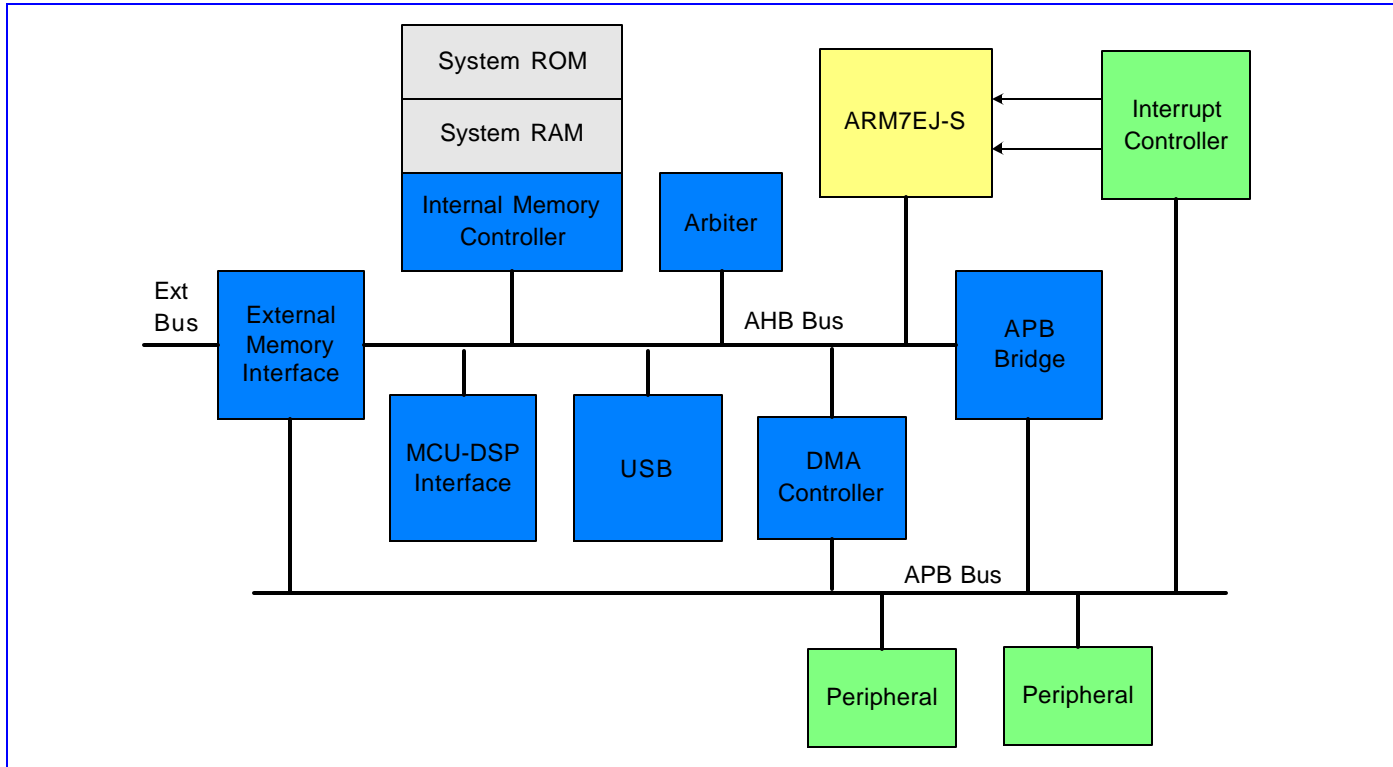 System ROM
System RAM
Internal Memory
Controller
Arbiter
ARM7EJ-S
Interrupt
Controller
Ext
Bus
External
Memory
Interface
AHB Bus
APB
Bridge
MCU-DSP
Interface
USB
DMA
Controller
APB Bus
Peripheral
Peripheral